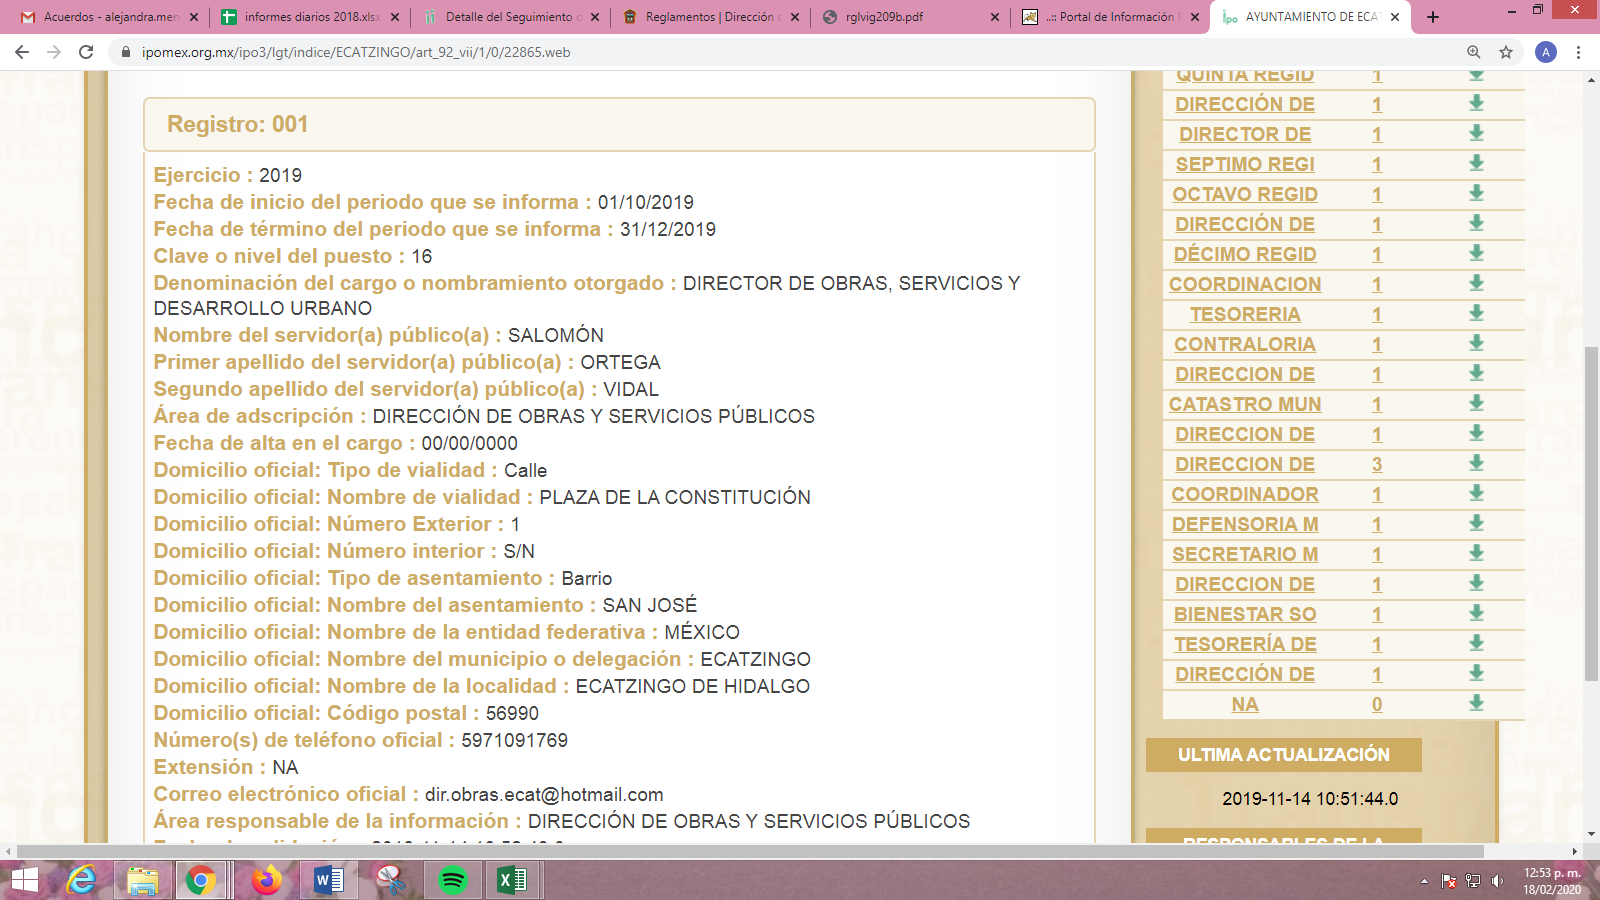 Acuerdos - alejandra.men
informes diarios 2018.xlsx
Detalle del Seguimiento d
Reglamentos | Dirección
rglvig209b.pdf
..:: Portal de Información
AYUNTAMIENTO DE ECAT
ipomex.org.mx/ipo3/lgt/indice/ECATZINGO/art_92_vii/1/0/22865.web
A
Registro: 001
Ejercicio : 2019
Fecha de inicio del periodo que se informa : 01/10/2019
Fecha de término del periodo que se informa : 31/12/2019
Clave o nivel del puesto : 16
Denominación del cargo o nombramiento otorgado : DIRECTOR DE OBRAS, SERVICIOS Y
DESARROLLO URBANO
Nombre del servidor(a) público(a) : SALOMÓN
Primer apellido del servidor(a) público(a) : ORTEGA
Segundo apellido del servidor(a) público(a) : VIDAL
Área de adscripción : DIRECCIÓN DE OBRAS Y SERVICIOS PÚBLICOS
Fecha de alta en el cargo : 00/00/0000
Domicilio oficial: Tipo de vialidad : Calle
Domicilio oficial: Nombre de vialidad : PLAZA DE LA CONSTITUCIÓN
Domicilio oficial: Número Exterior : 1
Domicilio oficial: Número interior : S/N
Domicilio oficial: Tipo de asentamiento : Barrio
Domicilio oficial: Nombre del asentamiento : SAN JOSÉ
Domicilio oficial: Nombre de la entidad federativa : MÉXICO
Domicilio oficial: Nombre del municipio o delegación : ECATZINGO
Domicilio oficial: Nombre de la localidad : ECATZINGO DE HIDALGO
Domicilio oficial: Código postal : 56990
Número(s) de teléfono oficial : 5971091769
Extensión : NA
Correo electrónico oficial : dir.obras.ecat@hotmail.com
Área responsable de la información : DIRECCIÓN DE OBRAS Y SERVICIOS PÚBLICOS
QUINTA REGID 1
DIRECCIÓN DE 1
DIRECTOR DE 1
SEPTIMO REGI 1
OCTAVO REGID 1
DIRECCIÓN DE 1
DÉCIMO REGID 1
COORDINACION 1
TESORERIA 1
CONTRALORIA 1
DIRECCION DE 1
CATASTRO MUN 1
DIRECCION DE 1
DIRECCION DE 3
COORDINADOR 1
DEFENSORIA M 1
SECRETARIO M 1
DIRECCION DE 1
BIENESTAR SO 1
TESORERÍA DE 1
DIRECCIÓN DE 1
NA 0
ULTIMA ACTUALIZACIÓN
2019-11-14 10:51:44.0
RESPONSABLES DE LA
12:53 p. m.
18/02/2020